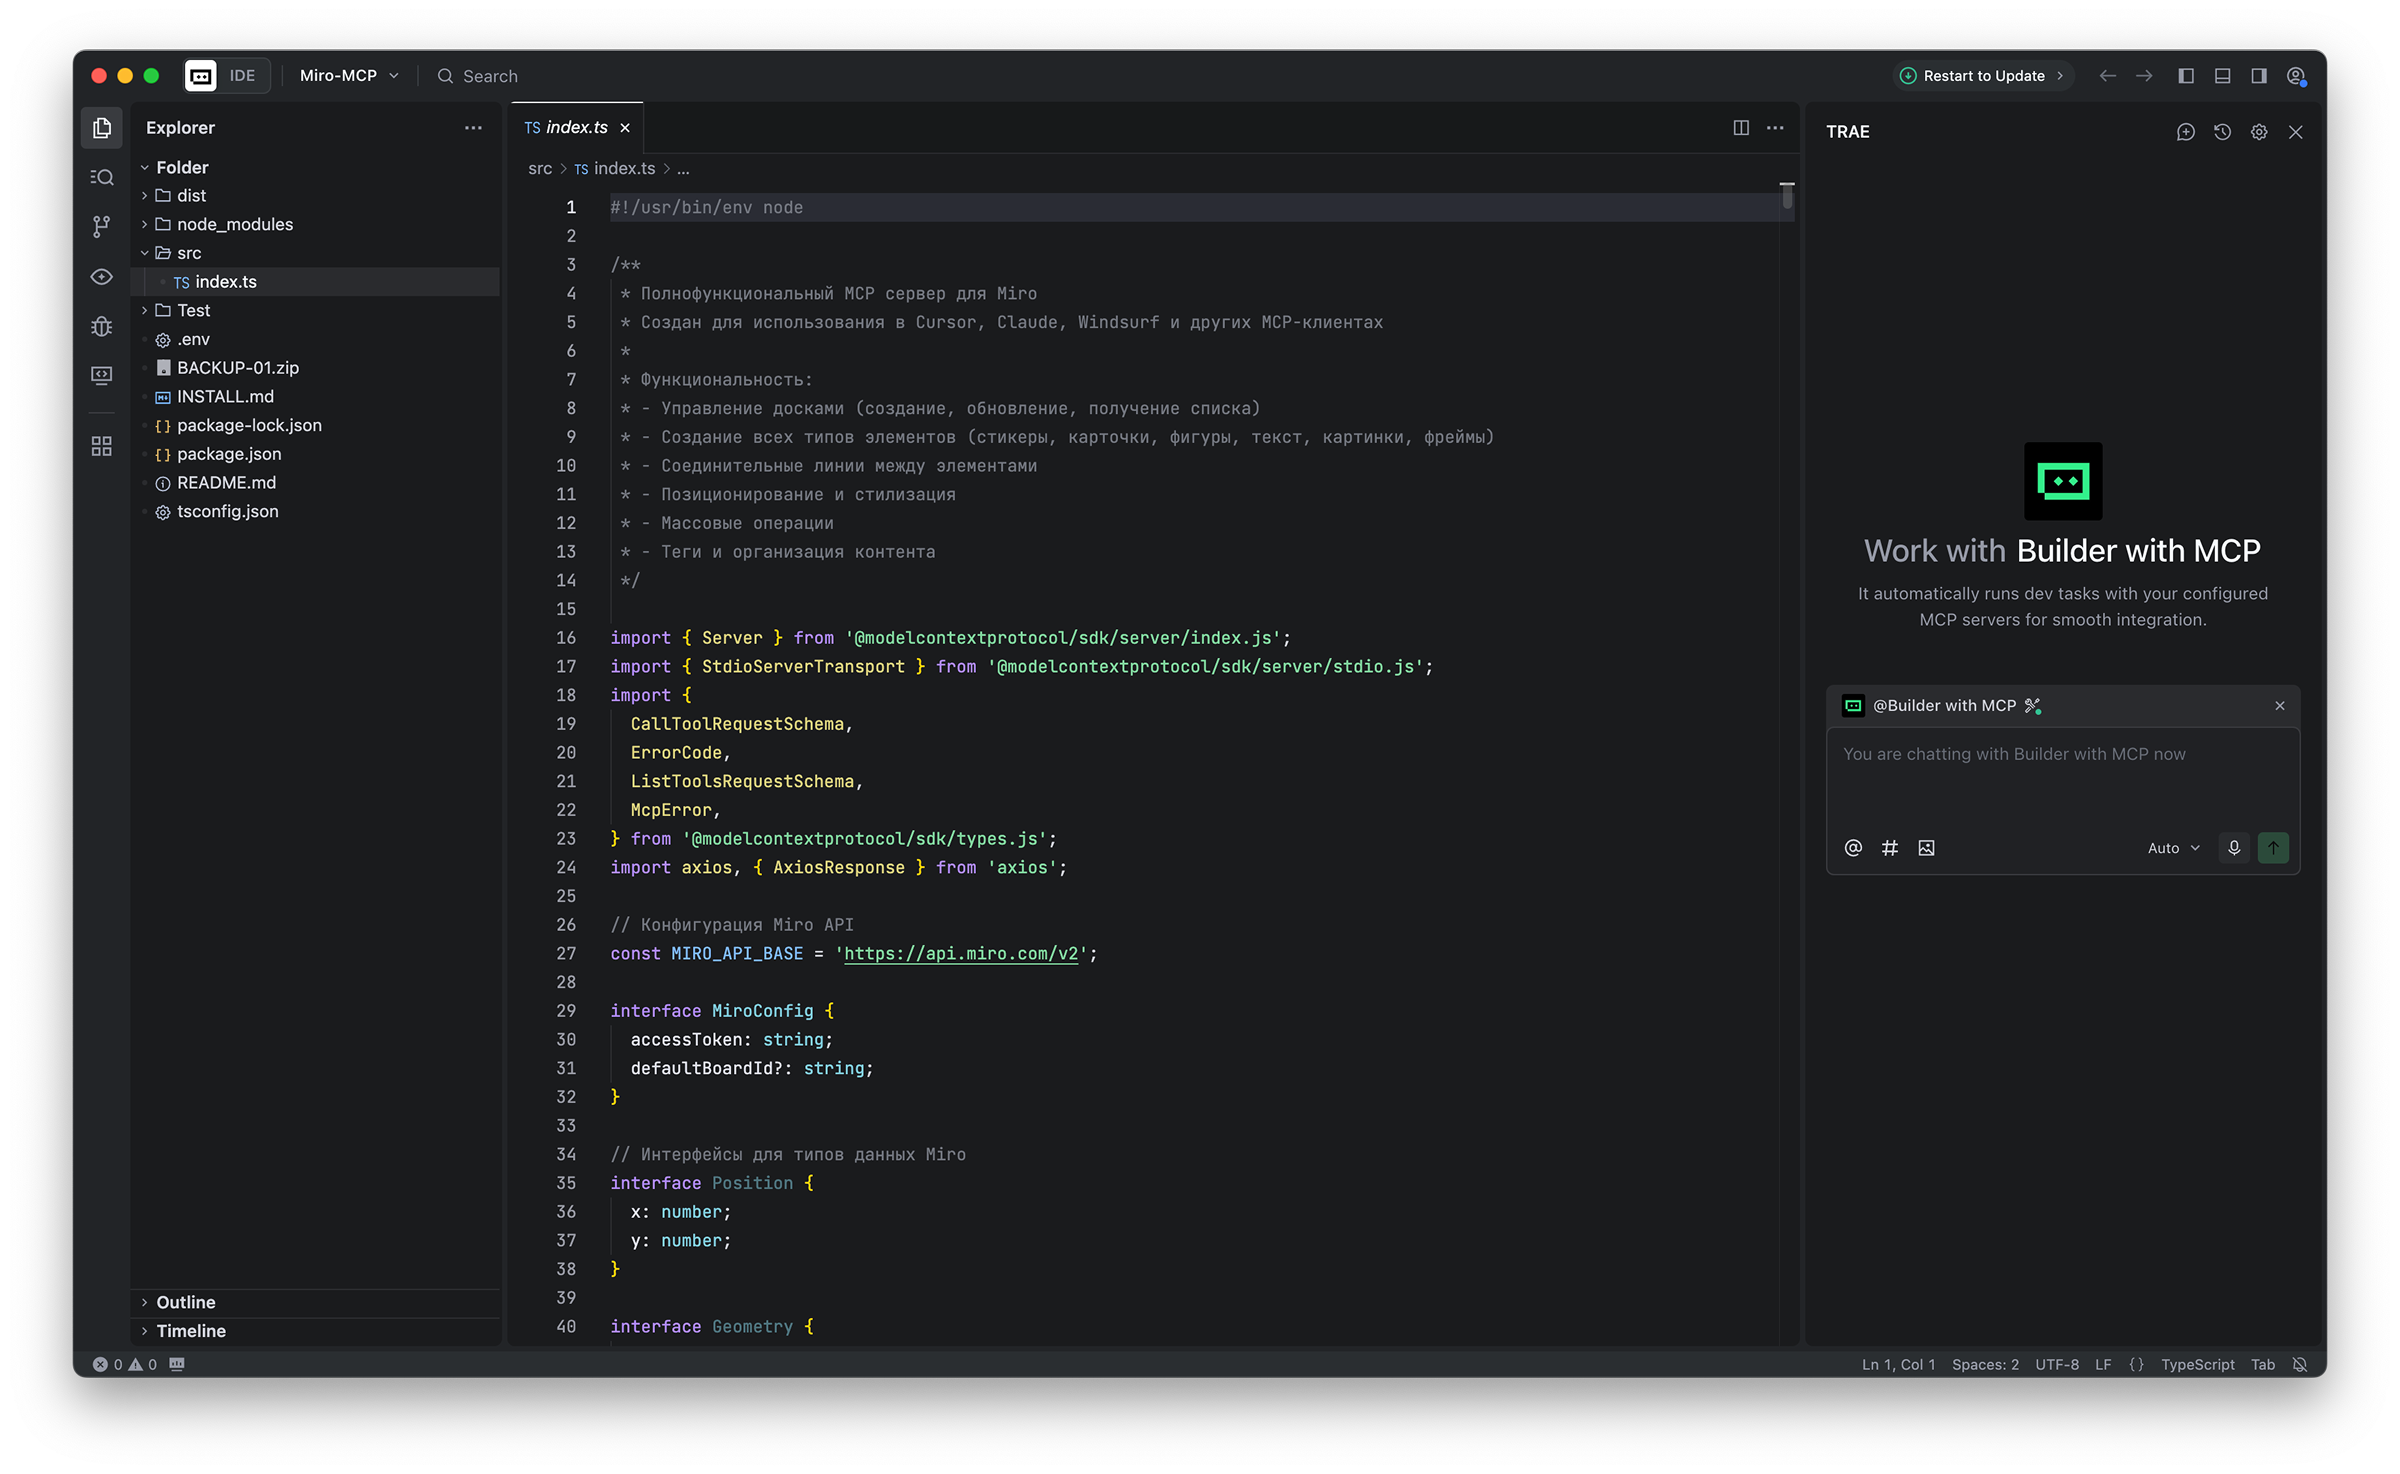 IDE
Miro-MCP
Search
Restart to Update
Explorer
Folder
dist
node_modules
src
TS index.ts
Test
.env
BACKUP-01.zip
INSTALL.md
{} package-lock.json
{} package.json
README.md
tsconfig.json
Outline
Timeline
TS index.ts
src > TS index.ts > ...
1 #!/usr/bin/env node
2
3 /**
4 * Полнофункциональный MCP сервер для Miro
5 * Создан для использования в Cursor, Claude, Windsurf и других MCP-клиентах
6 *
7 * Функциональность:
8 * - Управление досками (создание, обновление, получение списка)
9 * - Создание всех типов элементов (стикеры, карточки, фигуры, текст, картинки, фреймы)
10 * - Соединительные линии между элементами
11 * - Позиционирование и стилизация
12 * - Массовые операции
13 * - Теги и организация контента
14 */
15
16 import { Server } from '@modelcontextprotocol/sdk/server/index.js';
17 import { StdioServerTransport } from '@modelcontextprotocol/sdk/server/stdio.js';
18 import {
19 CallToolRequestSchema,
20 ErrorCode,
21 ListToolsRequestSchema,
22 McpError,
23 } from '@modelcontextprotocol/sdk/types.js';
24 import axios, { AxiosResponse } from 'axios';
25
26 // Конфигурация Miro API
27 const MIRO_API_BASE = 'https://api.miro.com/v2';
28
29 interface MiroConfig {
30 accessToken: string;
31 defaultBoardId?: string;
32 }
33
34 // Интерфейсы для типов данных Miro
35 interface Position {
36 x: number;
37 y: number;
38 }
39
40 interface Geometry {
TRAE
Work with Builder with MCP
It automatically runs dev tasks with your configured
MCP servers for smooth integration.
@Builder with MCP
You are chatting with Builder with MCP now
Auto
0 0
Ln 1, Col 1 Spaces: 2 UTF-8 LF {} TypeScript Tab